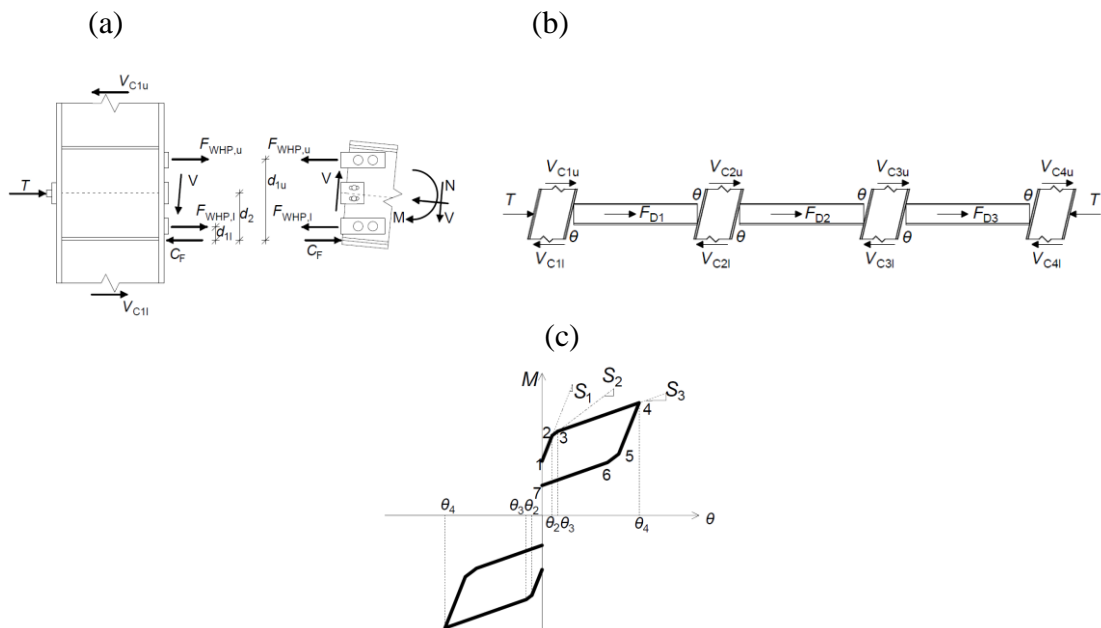 (a)
(b)
V_C1u
F_WHP,u
F_WHP,u
T
V
d_1u
V
N
F_WHP,l
d_2
F_WHP,l
M
V
d_1l
C_F
C_F
V_C1l
V_C1u
V_C2u
V_C3u
V_C4u
T
θ
F_D1
θ
F_D2
θ
F_D3
θ
T
θ
θ
θ
V_C1l
V_C2l
V_C3l
V_C4l
(c)
M
S_1
S_2
S_3
4
2
3
1
5
6
7
θ_4
θ_3
θ_2
θ_2
θ_3
θ_4
θ